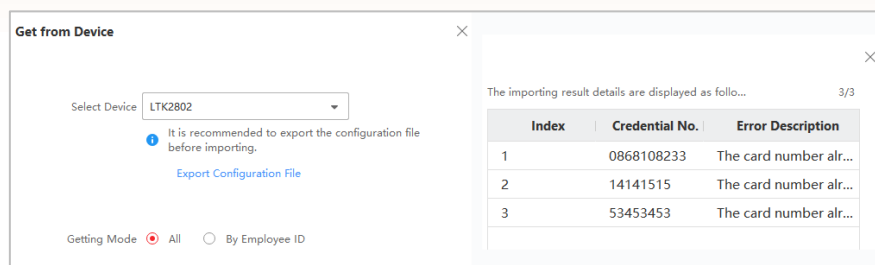 Get from Device
Select Device LTK2802
It is recommended to export the configuration file
before importing.
Export Configuration File
Getting Mode All By Employee ID
The importing result details are displayed as follo... 3/3
Index Credential No. Error Description
1 0868108233 The card number alr...
2 14141515 The card number alr...
3 53453453 The card number alr...